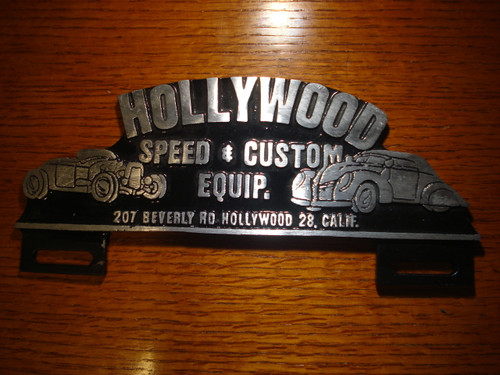 HOLLYWOOD
SPEED & CUSTOM
EQUIP.
207 BEVERLY RD HOLLYWOOD 28, CALIF.